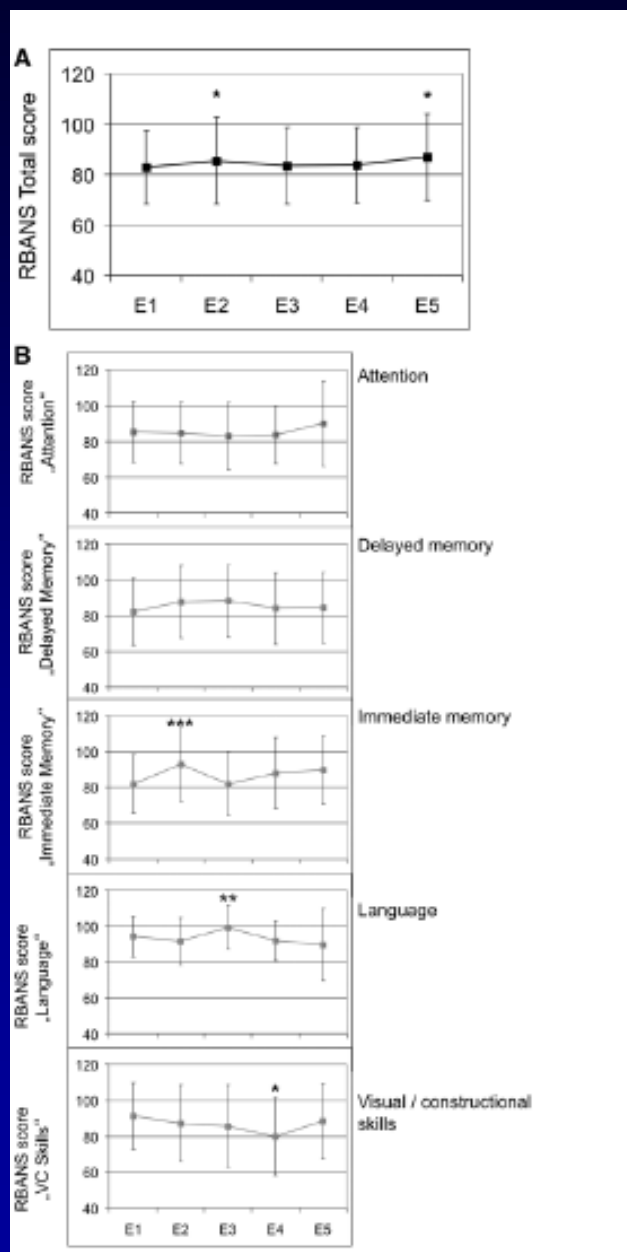 A
RBANS Total score
120
100
80
60
40
*
*
E1 E2 E3 E4 E5
B
RBANS score
„Attantion“
120
100
80
60
40
Attention
RBANS score
„Delayed Memory“
120
100
80
60
40
Delayed memory
RBANS score
„Immediate Memory“
120
100
80
60
40
***
Immediate memory
RBANS score
„Language“
120
100
80
60
40
**
Language
RBANS score
„VC Skills“
120
100
80
60
40
*
Visual / constructional
skills
E1 E2 E3 E4 E5